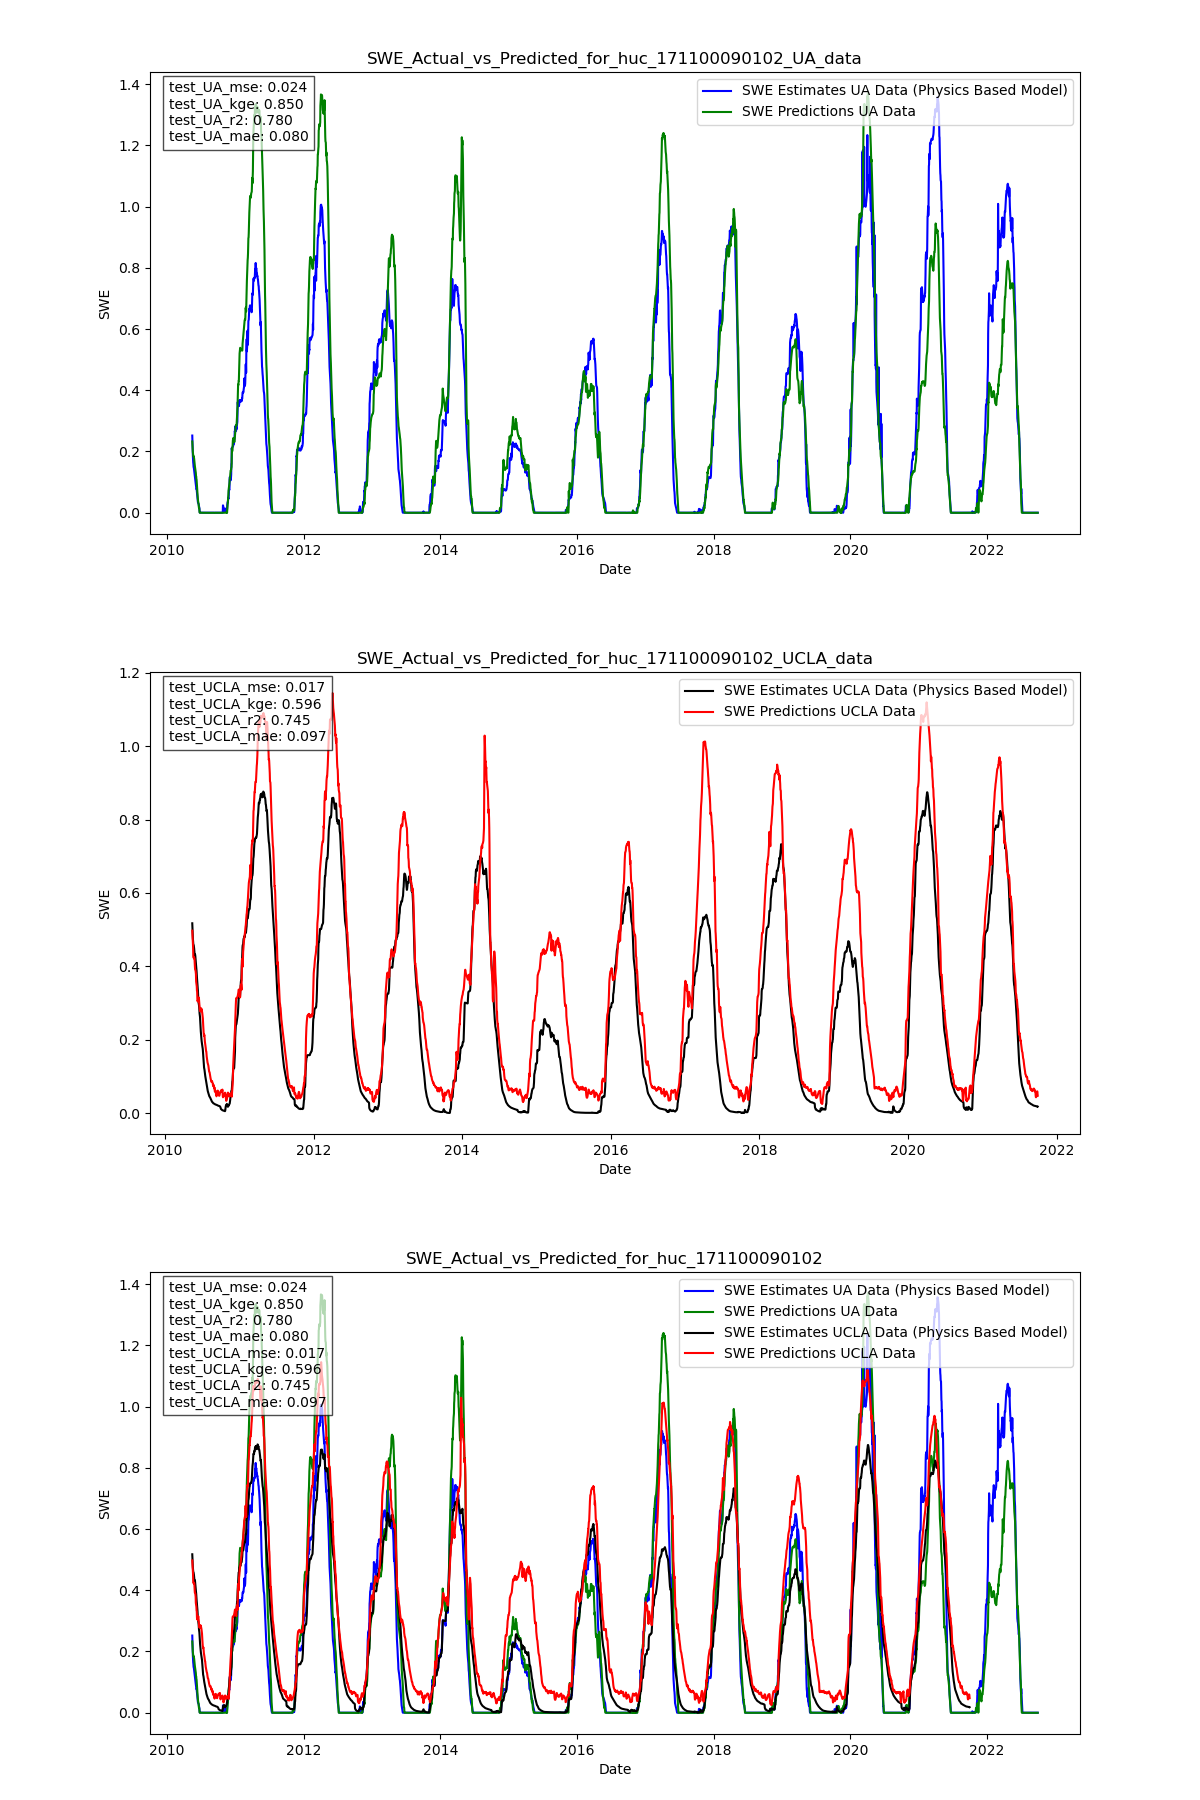 SWE_Actual_vs_Predicted_for_huc_171100090102_UA_data
test_UA_mse: 0.024
test_UA_kge: 0.850
test_UA_r2: 0.780
test_UA_mae: 0.080
SWE Estimates UA Data (Physics Based Model)
SWE Predictions UA Data
1.4
1.2
1.0
0.8
0.6
0.4
0.2
0.0
SWE
2010 2012 2014 2016 2018 2020 2022
Date
SWE_Actual_vs_Predicted_for_huc_171100090102_UCLA_data
test_UCLA_mse: 0.017
test_UCLA_kge: 0.596
test_UCLA_r2: 0.745
test_UCLA_mae: 0.097
SWE Estimates UCLA Data (Physics Based Model)
SWE Predictions UCLA Data
1.2
1.0
0.8
0.6
0.4
0.2
0.0
SWE
2010 2012 2014 2016 2018 2020 2022
Date
SWE_Actual_vs_Predicted_for_huc_171100090102
test_UA_mse: 0.024
test_UA_kge: 0.850
test_UA_r2: 0.780
test_UA_mae: 0.080
test_UCLA_mse: 0.017
test_UCLA_kge: 0.596
test_UCLA_r2: 0.745
test_UCLA_mae: 0.097
SWE Estimates UA Data (Physics Based Model)
SWE Predictions UA Data
SWE Estimates UCLA Data (Physics Based Model)
SWE Predictions UCLA Data
1.4
1.2
1.0
0.8
0.6
0.4
0.2
0.0
SWE
2010 2012 2014 2016 2018 2020 2022
Date